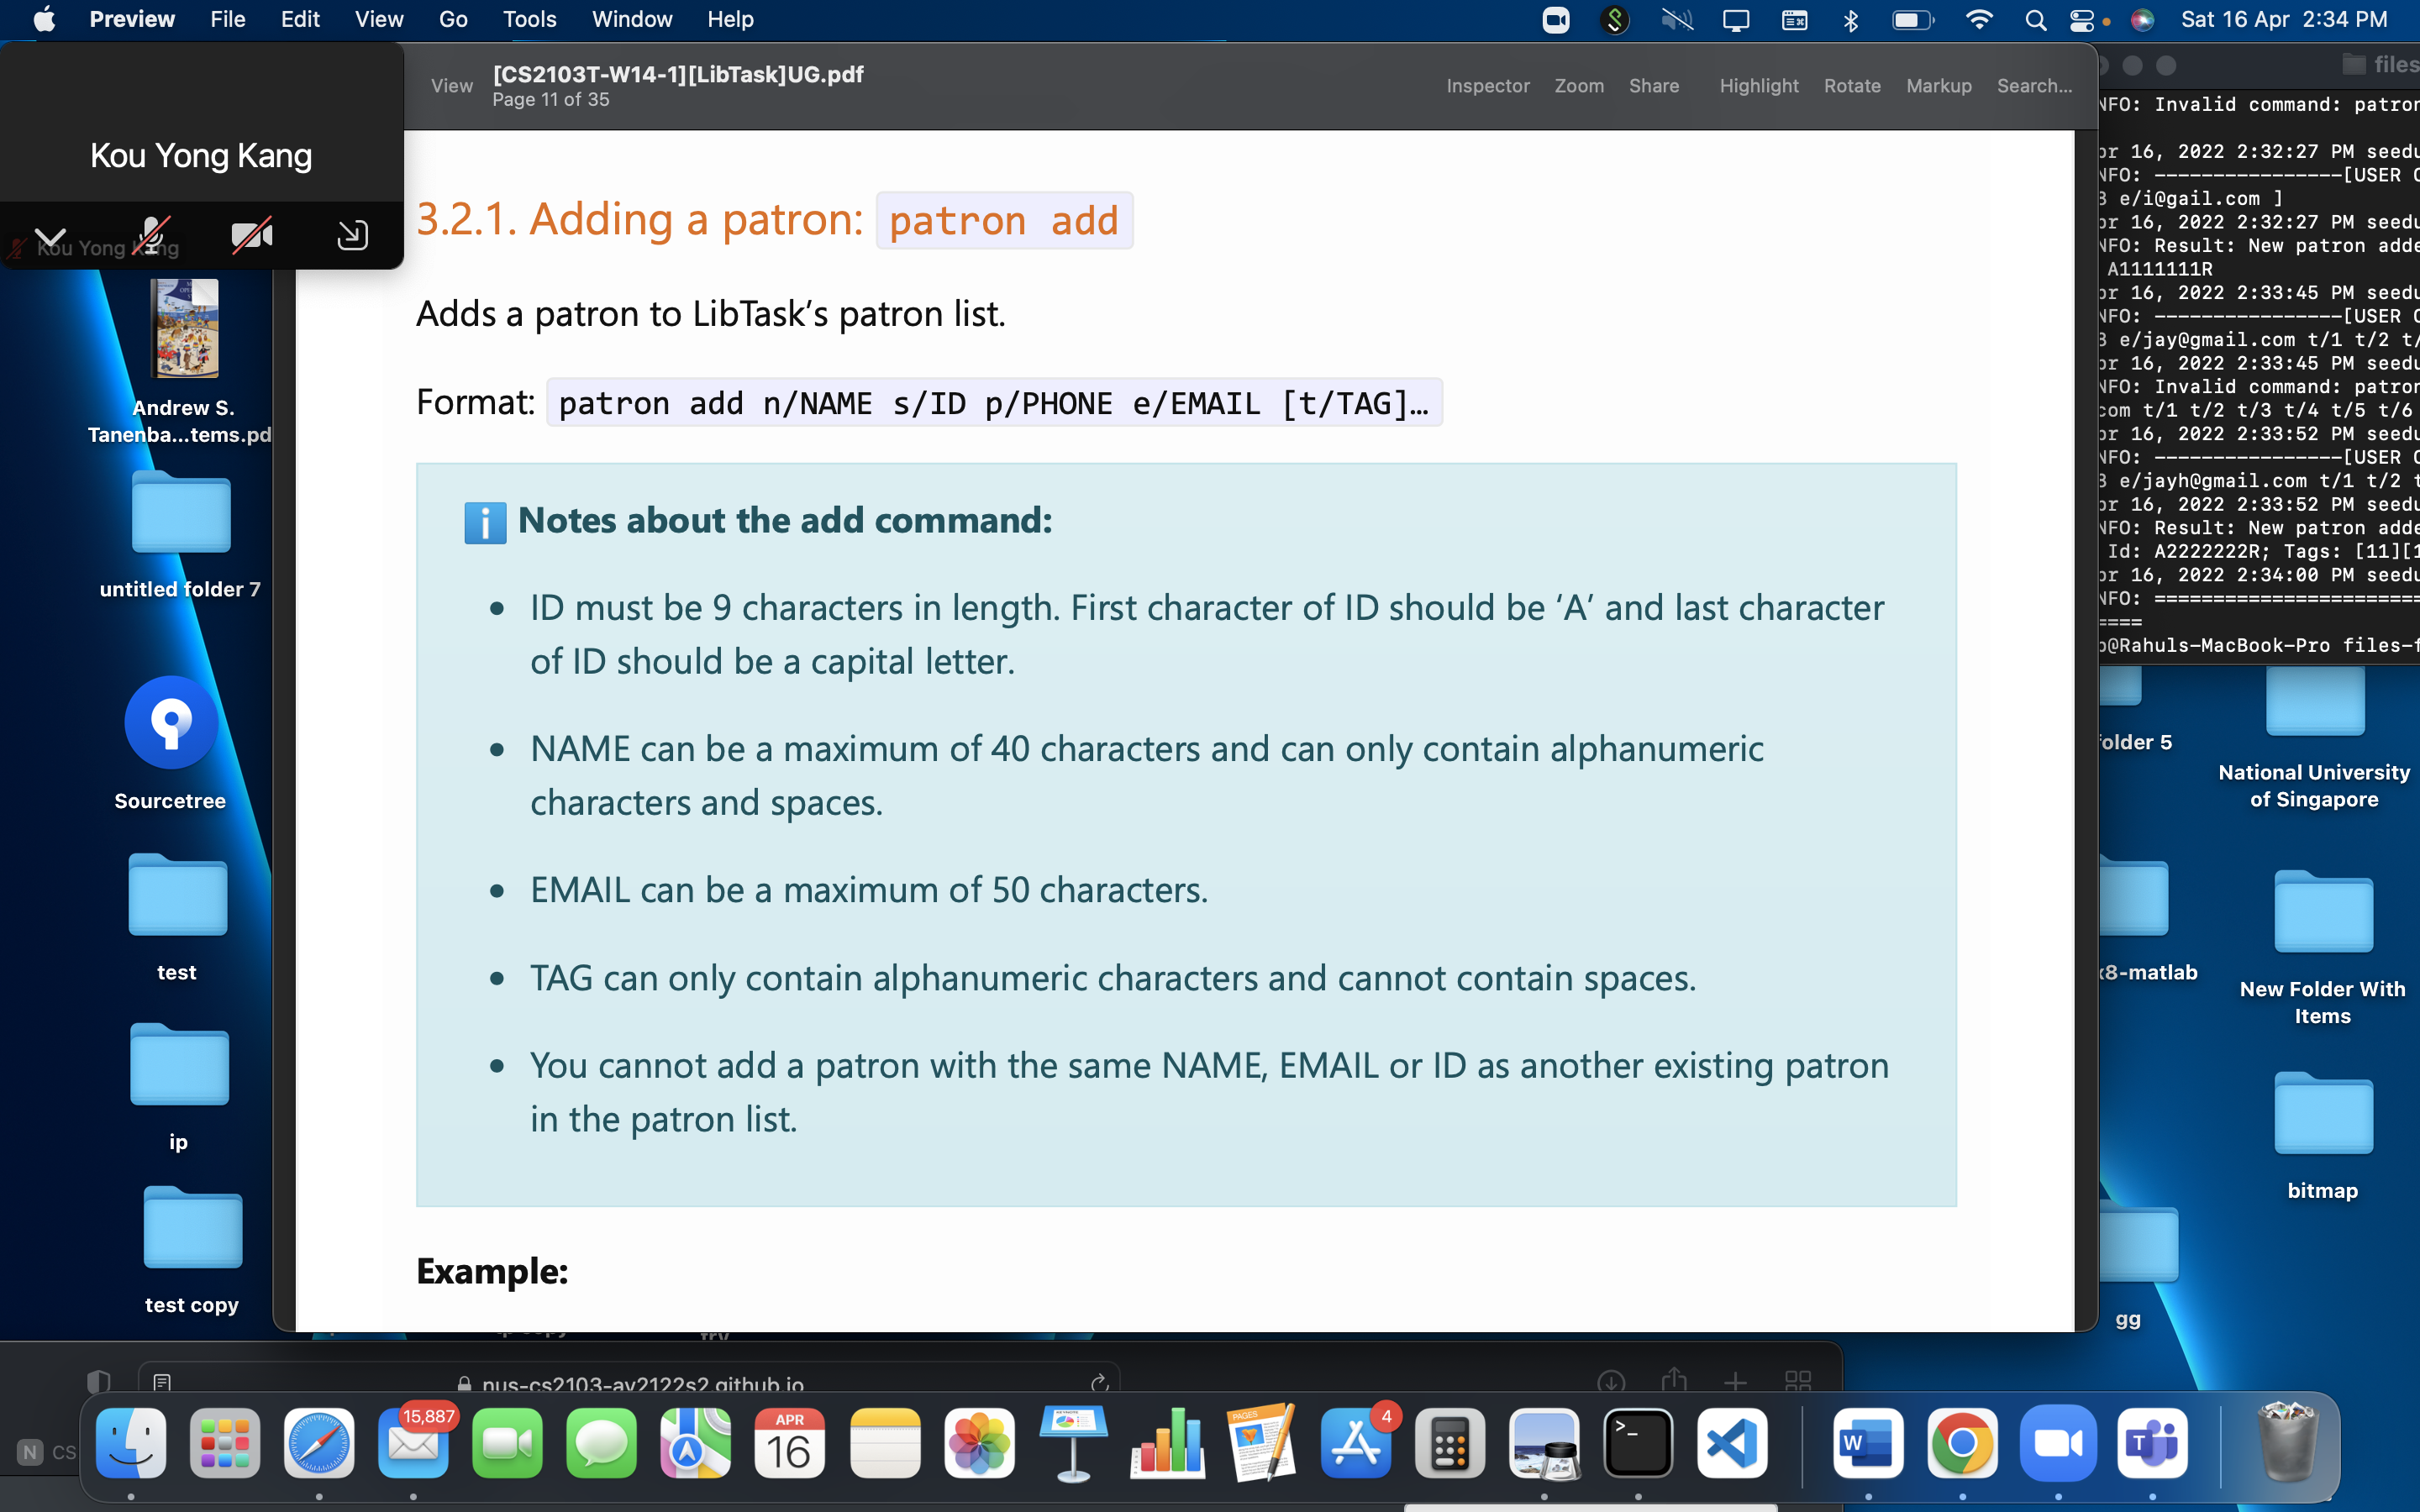 Preview File Edit View Go Tools Window Help
Sat 16 Apr 2:34 PM
Kou Yong Kang
Kou Yong Kang
View
[CS2103T-W14-1][LibTask]UG.pdf
Page 11 of 35
Inspector Zoom Share Highlight Rotate Markup Search...
3.2.1. Adding a patron: patron add
Adds a patron to LibTask’s patron list.
Format: patron add n/NAME s/ID p/PHONE e/EMAIL [t/TAG]…
Notes about the add command:
• ID must be 9 characters in length. First character of ID should be ‘A’ and last character
of ID should be a capital letter.
• NAME can be a maximum of 40 characters and can only contain alphanumeric
characters and spaces.
• EMAIL can be a maximum of 50 characters.
• TAG can only contain alphanumeric characters and cannot contain spaces.
• You cannot add a patron with the same NAME, EMAIL or ID as another existing patron
in the patron list.
Example:
files
NFO: Invalid command: patron
pr 16, 2022 2:32:27 PM seedu
NFO: ----------------[USER C
3 e/i@gail.com ]
pr 16, 2022 2:32:27 PM seedu
NFO: Result: New patron adde
A1111111R
pr 16, 2022 2:33:45 PM seedu
NFO: ----------------[USER C
3 e/jay@gmail.com t/1 t/2 t/
pr 16, 2022 2:33:45 PM seedu
NFO: Invalid command: patron
com t/1 t/2 t/3 t/4 t/5 t/6
pr 16, 2022 2:33:52 PM seedu
NFO: ----------------[USER C
3 e/jayh@gmail.com t/1 t/2 t
pr 16, 2022 2:33:52 PM seedu
NFO: Result: New patron adde
Id: A2222222R; Tags: [11][1
pr 16, 2022 2:34:00 PM seedu
NFO: =======================
====
p@Rahuls-MacBook-Pro files-f
Andrew S.
Tanenba...tems.pd
untitled folder 7
Sourcetree
test
ip
test copy
folder 5
National University
of Singapore
x8-matlab
New Folder With
Items
bitmap
gg
nus-cs2103-ay2122s2.github.io
N CS
15,887
APR
16
PAGES
4
W
T